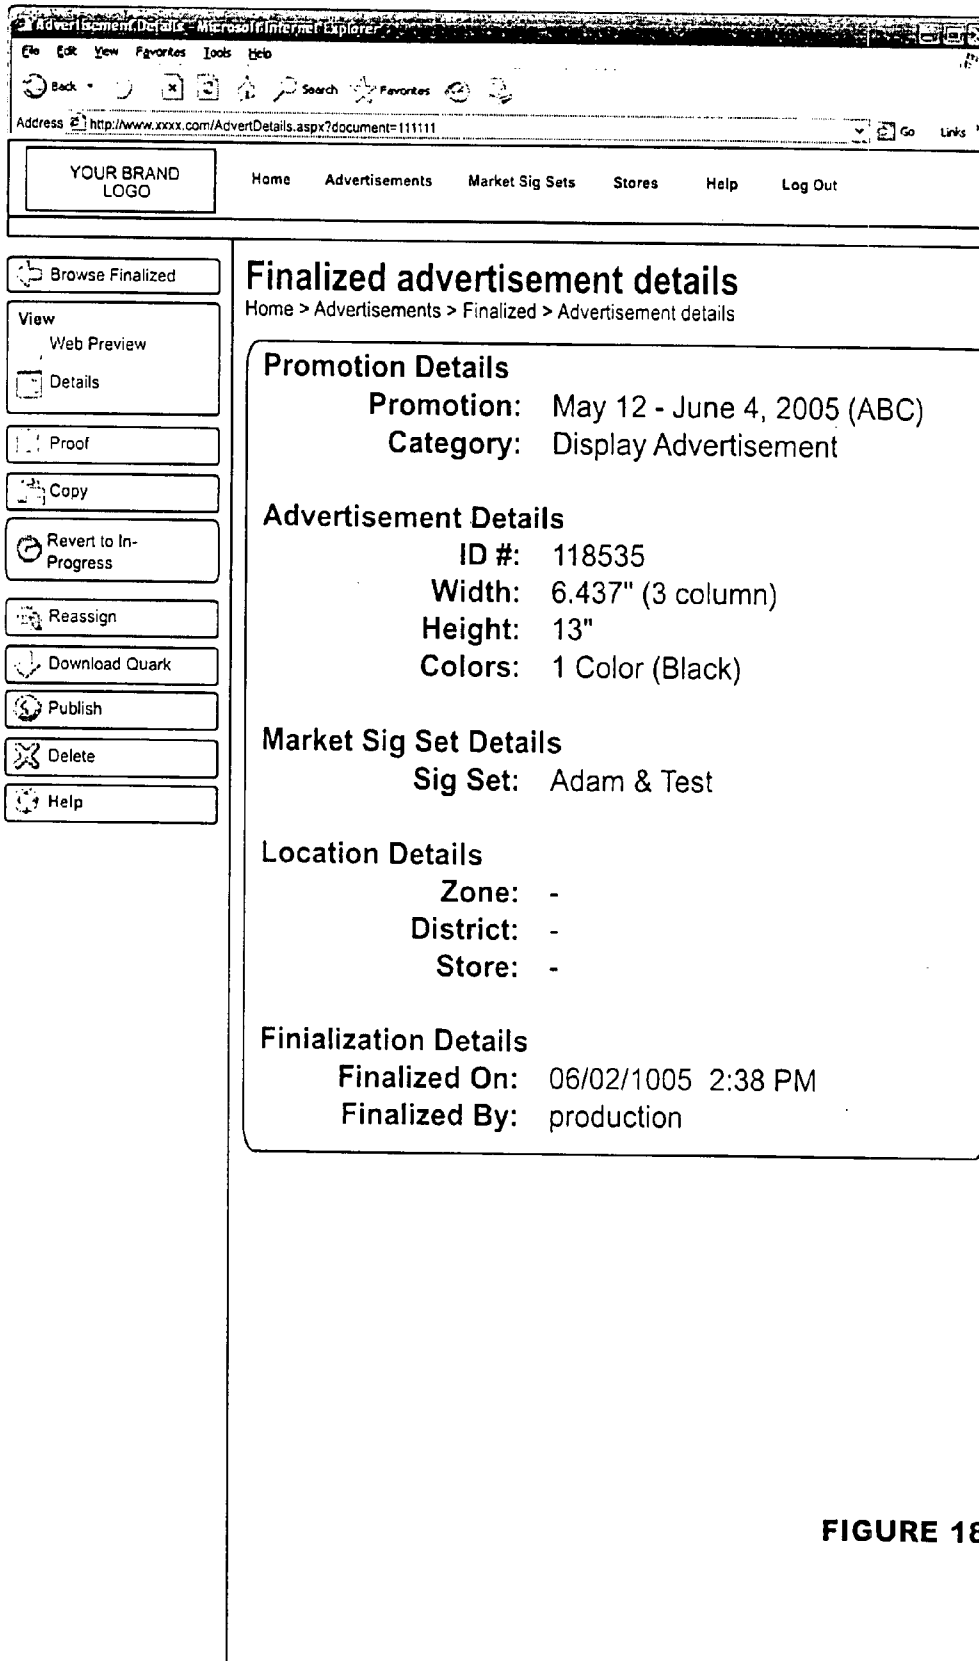 Advertisement Details - Microsoft Internet Explorer
File Edit View Favorites Tools Help
Back Search Favorites
Address http://www.xxxx.com/AdvertDetails.aspx?document=111111 Go Links
YOUR BRAND
LOGO
Home Advertisements Market Sig Sets Stores Help Log Out
Browse Finalized
View
Web Preview
Details
Proof
Copy
Revert to In-
Progress
Reassign
Download Quark
Publish
Delete
Help
Finalized advertisement details
Home > Advertisements > Finalized > Advertisement details
Promotion Details
Promotion: May 12 - June 4, 2005 (ABC)
Category: Display Advertisement
Advertisement Details
ID #: 118535
Width: 6.437" (3 column)
Height: 13"
Colors: 1 Color (Black)
Market Sig Set Details
Sig Set: Adam & Test
Location Details
Zone: -
District: -
Store: -
Finialization Details
Finalized On: 06/02/1005 2:38 PM
Finalized By: production
FIGURE 18